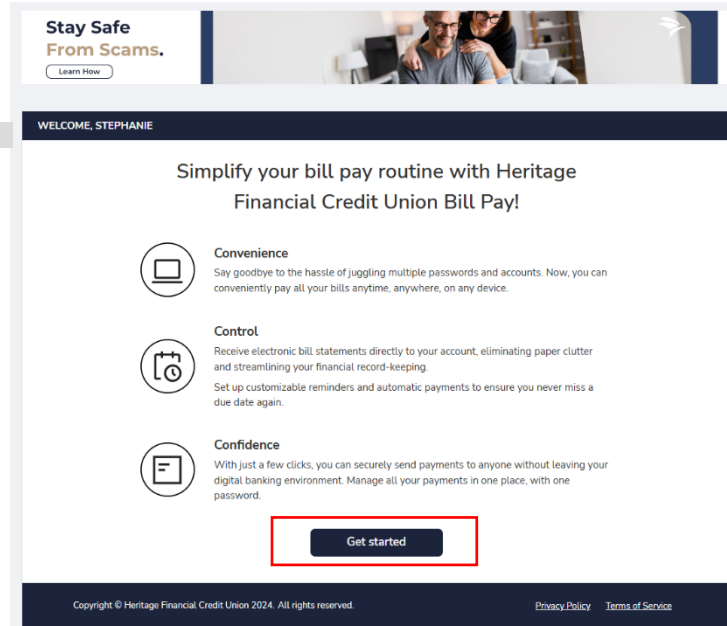 Stay Safe
From Scams.
Learn How
WELCOME, STEPHANIE
Simplify your bill pay routine with Heritage
Financial Credit Union Bill Pay!
Convenience
Say goodbye to the hassle of juggling multiple passwords and accounts. Now, you can
conveniently pay all your bills anytime, anywhere, on any device.
Control
Receive electronic bill statements directly to your account, eliminating paper clutter
and streamlining your financial record-keeping.
Set up customizable reminders and automatic payments to ensure you never miss a
due date again.
Confidence
With just a few clicks, you can securely send payments to anyone without leaving your
digital banking environment. Manage all your payments in one place, with one
password.
Get started
Copyright © Heritage Financial Credit Union 2024. All rights reserved.
Privacy Policy Terms of Service